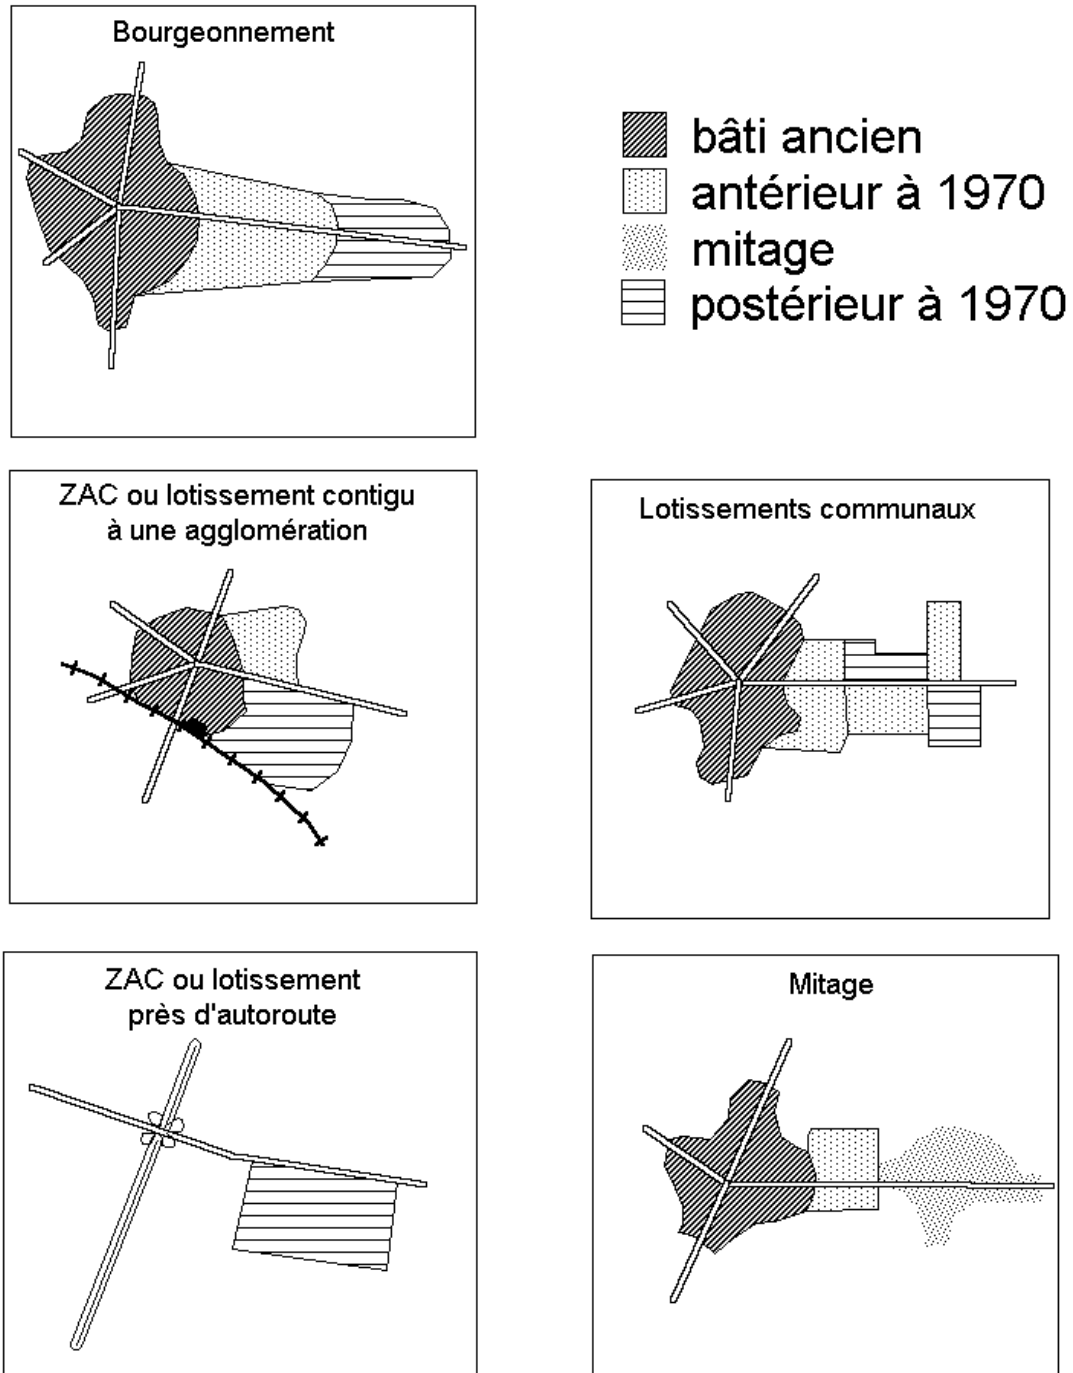 Bourgeonnement
bâti ancien
antérieur à 1970
mitage
postérieur à 1970
ZAC ou lotissement contigu
à une agglomération
Lotissements communaux
ZAC ou lotissement
près d'autoroute
Mitage